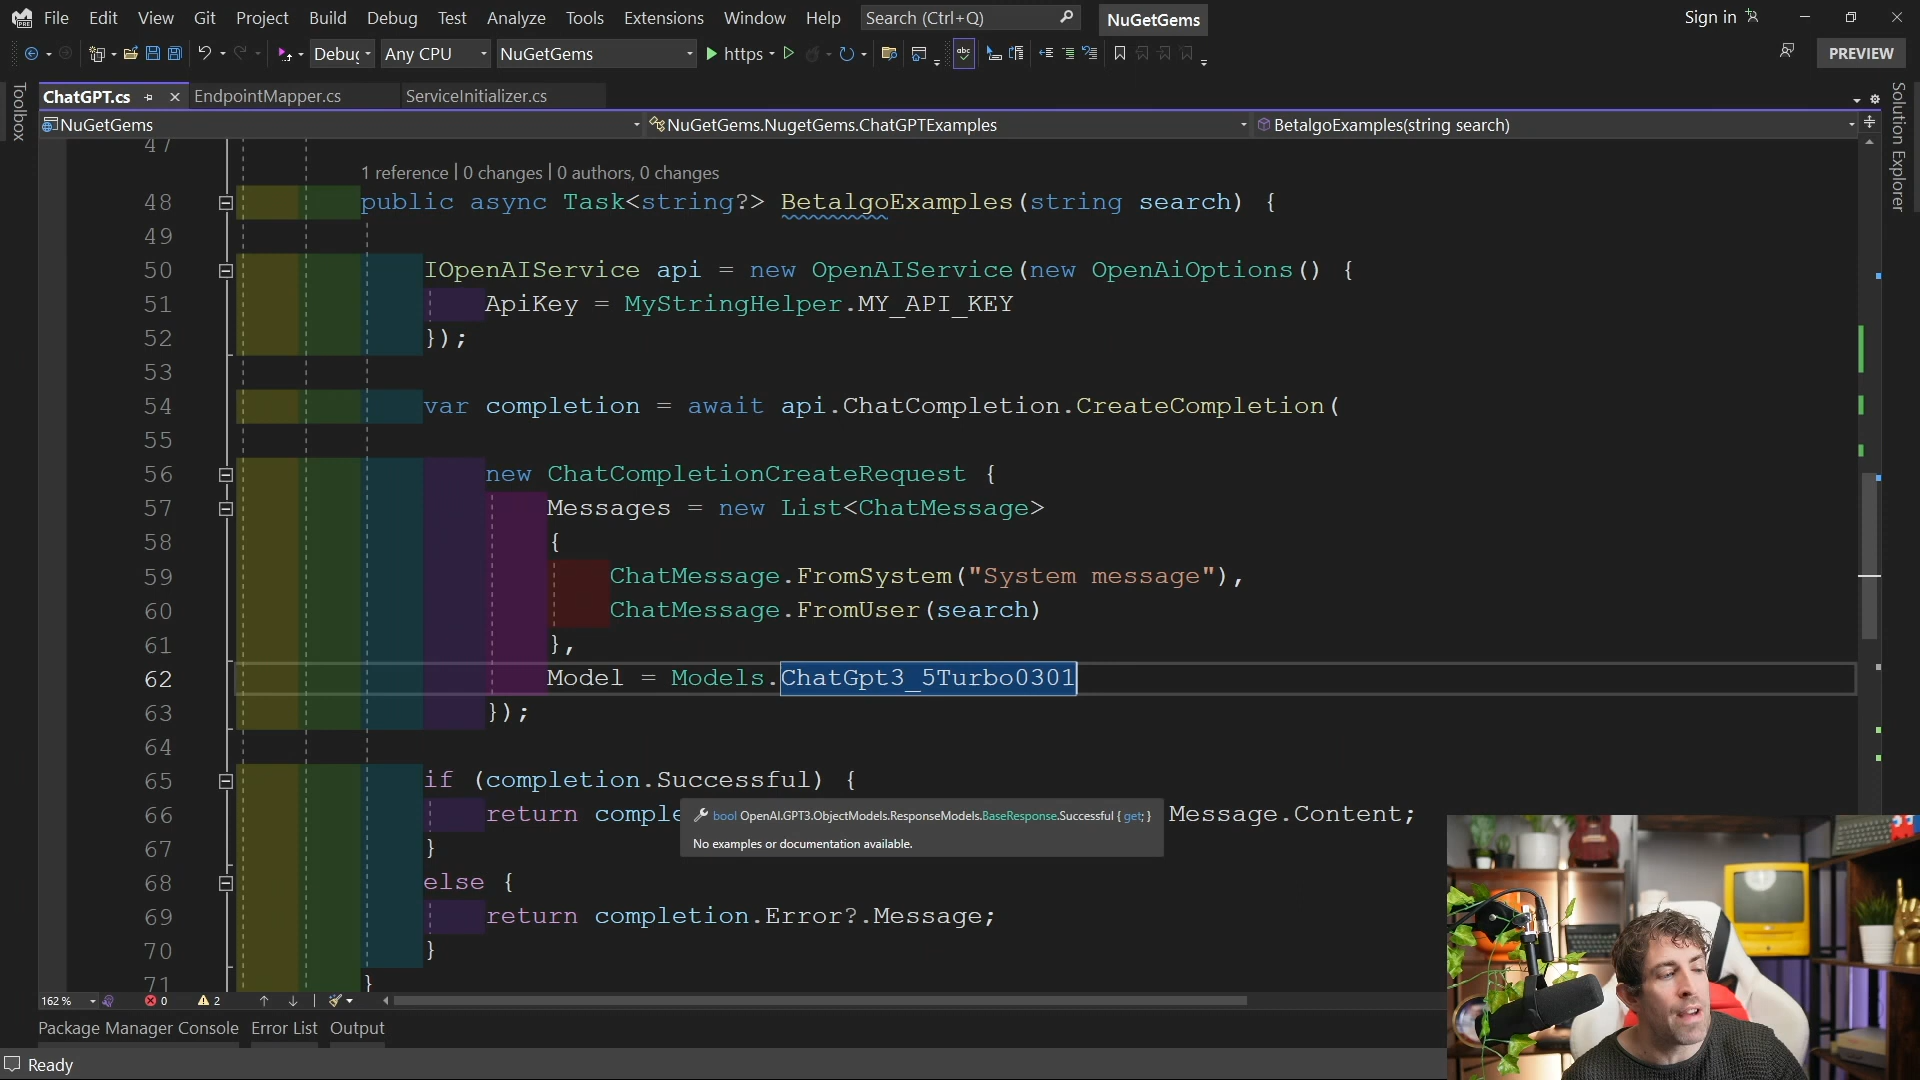 File Edit View Git Project Build Debug Test Analyze Tools Extensions Window Help Search (Ctrl+Q) NuGetGems Sign in
Debug Any CPU NuGetGems https PREVIEW
Toolbox
ChatGPT.cs EndpointMapper.cs ServiceInitializer.cs
NuGetGems NuGetGems.NugetGems.ChatGPTExamples BetalgoExamples(string search)
Solution Explorer
47
1 reference | 0 changes | 0 authors, 0 changes
48 public async Task<string?> BetalgoExamples(string search) {
49
50 IOpenAIService api = new OpenAIService(new OpenAiOptions() {
51 ApiKey = MyStringHelper.MY_API_KEY
52 });
53
54 var completion = await api.ChatCompletion.CreateCompletion(
55
56 new ChatCompletionCreateRequest {
57 Messages = new List<ChatMessage>
58 {
59 ChatMessage.FromSystem("System message"),
60 ChatMessage.FromUser(search)
61 },
62 Model = Models.ChatGpt3_5Turbo0301
63 });
64
65 if (completion.Successful) {
66 return comple Message.Content;
bool OpenAI.GPT3.ObjectModels.ResponseModels.BaseResponse.Successful { get; }
No examples or documentation available.
67 }
68 else {
69 return completion.Error?.Message;
70 }
71 }
162 % 0 2
Package Manager Console Error List Output
Ready